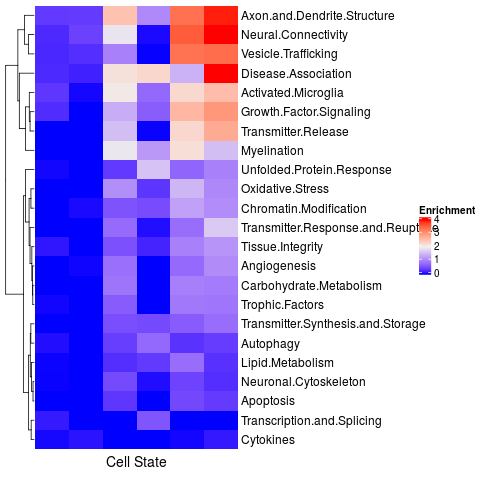 Axon.and.Dendrite.Structure
Neural.Connectivity
Vesicle.Trafficking
Disease.Association
Activated.Microglia
Growth.Factor.Signaling
Transmitter.Release
Myelination
Unfolded.Protein.Response
Oxidative.Stress
Chromatin.Modification
Transmitter.Response.and.Reuptake
Tissue.Integrity
Angiogenesis
Carbohydrate.Metabolism
Trophic.Factors
Transmitter.Synthesis.and.Storage
Autophagy
Lipid.Metabolism
Neuronal.Cytoskeleton
Apoptosis
Transcription.and.Splicing
Cytokines
Cell State
Enrichment
4
3
2
1
0